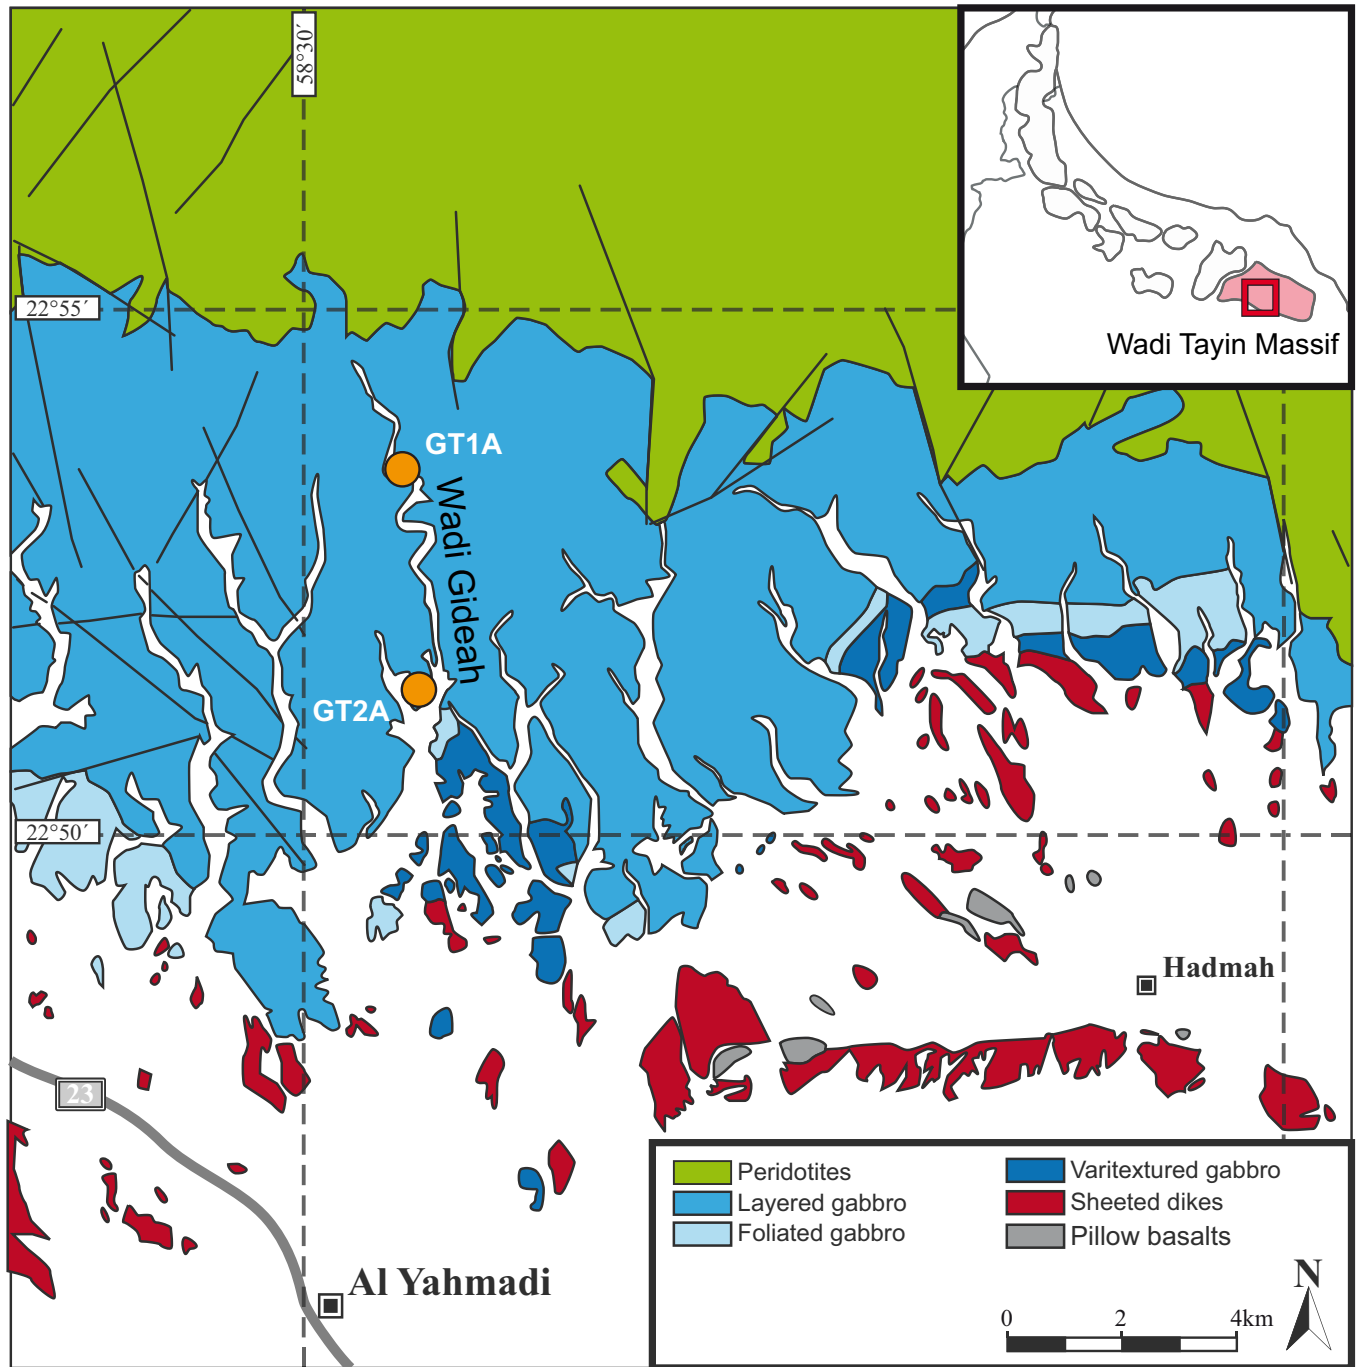 58°30´
Wadi Tayin Massif
22°55´
GT1A
Wadi Gideah
GT2A
22°50´
Hadmah
23
Al Yahmadi
Peridotites
Layered gabbro
Foliated gabbro
Varitextured gabbro
Sheeted dikes
Pillow basalts
N
0 2 4km